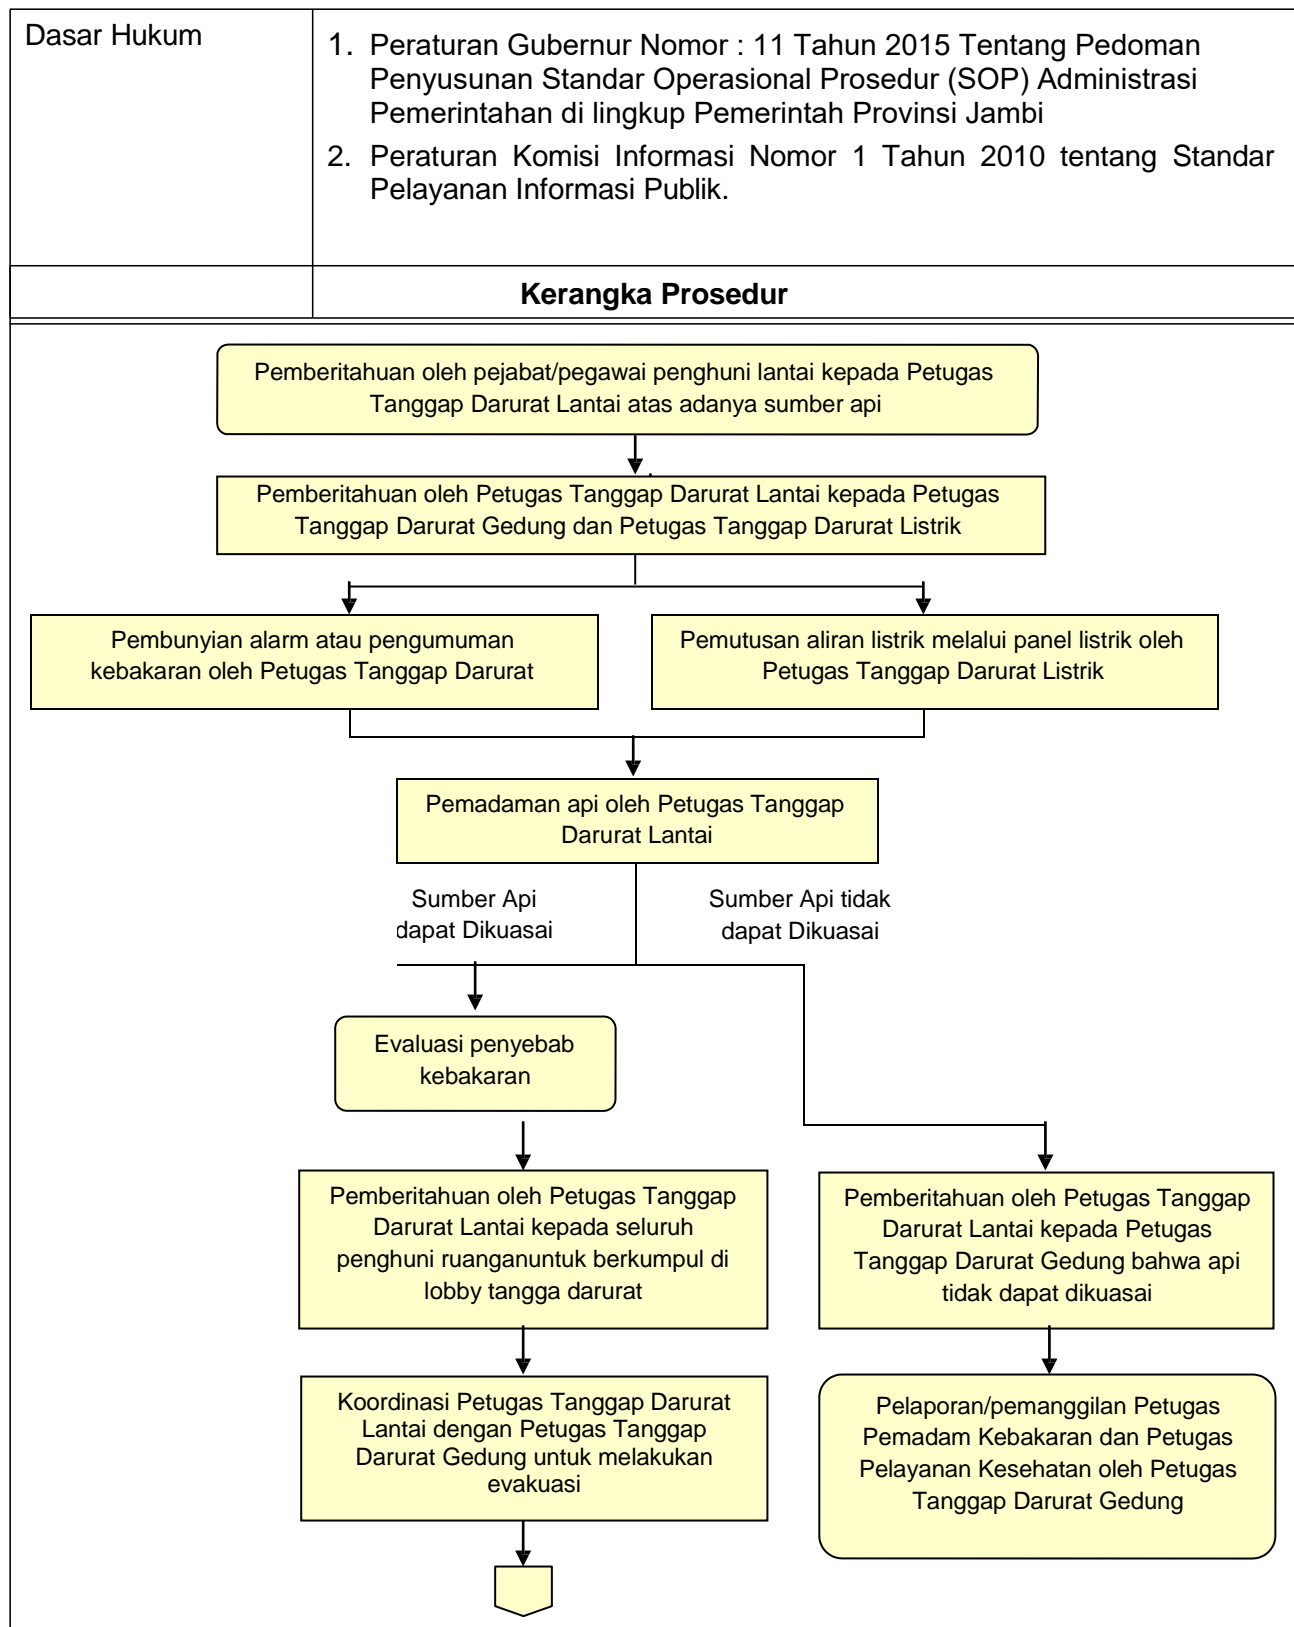 Dasar Hukum
1. Peraturan Gubernur Nomor : 11 Tahun 2015 Tentang Pedoman
Penyusunan Standar Operasional Prosedur (SOP) Administrasi
Pemerintahan di lingkup Pemerintah Provinsi Jambi
2. Peraturan Komisi Informasi Nomor 1 Tahun 2010 tentang Standar
Pelayanan Informasi Publik.
Kerangka Prosedur
Pemberitahuan oleh pejabat/pegawai penghuni lantai kepada Petugas
Tanggap Darurat Lantai atas adanya sumber api
Pemberitahuan oleh Petugas Tanggap Darurat Lantai kepada Petugas
Tanggap Darurat Gedung dan Petugas Tanggap Darurat Listrik
Pembunyian alarm atau pengumuman
kebakaran oleh Petugas Tanggap Darurat
Pemutusan aliran listrik melalui panel listrik oleh
Petugas Tanggap Darurat Listrik
Pemadaman api oleh Petugas Tanggap
Darurat Lantai
Sumber Api
dapat Dikuasai
Sumber Api tidak
dapat Dikuasai
Evaluasi penyebab
kebakaran
Pemberitahuan oleh Petugas Tanggap
Darurat Lantai kepada seluruh
penghuni ruanganuntuk berkumpul di
lobby tangga darurat
Pemberitahuan oleh Petugas Tanggap
Darurat Lantai kepada Petugas
Tanggap Darurat Gedung bahwa api
tidak dapat dikuasai
Koordinasi Petugas Tanggap Darurat
Lantai dengan Petugas Tanggap
Darurat Gedung untuk melakukan
evakuasi
Pelaporan/pemanggilan Petugas
Pemadam Kebakaran dan Petugas
Pelayanan Kesehatan oleh Petugas
Tanggap Darurat Gedung